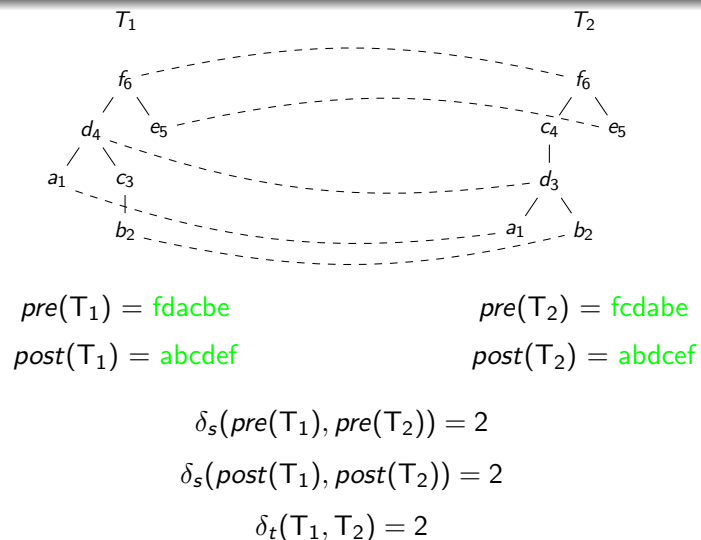 T₁ T₂
f₆ f₆
d₄ e₅ c₄ e₅
a₁ c₃ d₃
b₂ a₁ b₂
pre(T₁) = fdacbe pre(T₂) = fcdabe
post(T₁) = abcdef post(T₂) = abdcef
δₛ(pre(T₁), pre(T₂)) = 2
δₛ(post(T₁), post(T₂)) = 2
δₜ(T₁, T₂) = 2